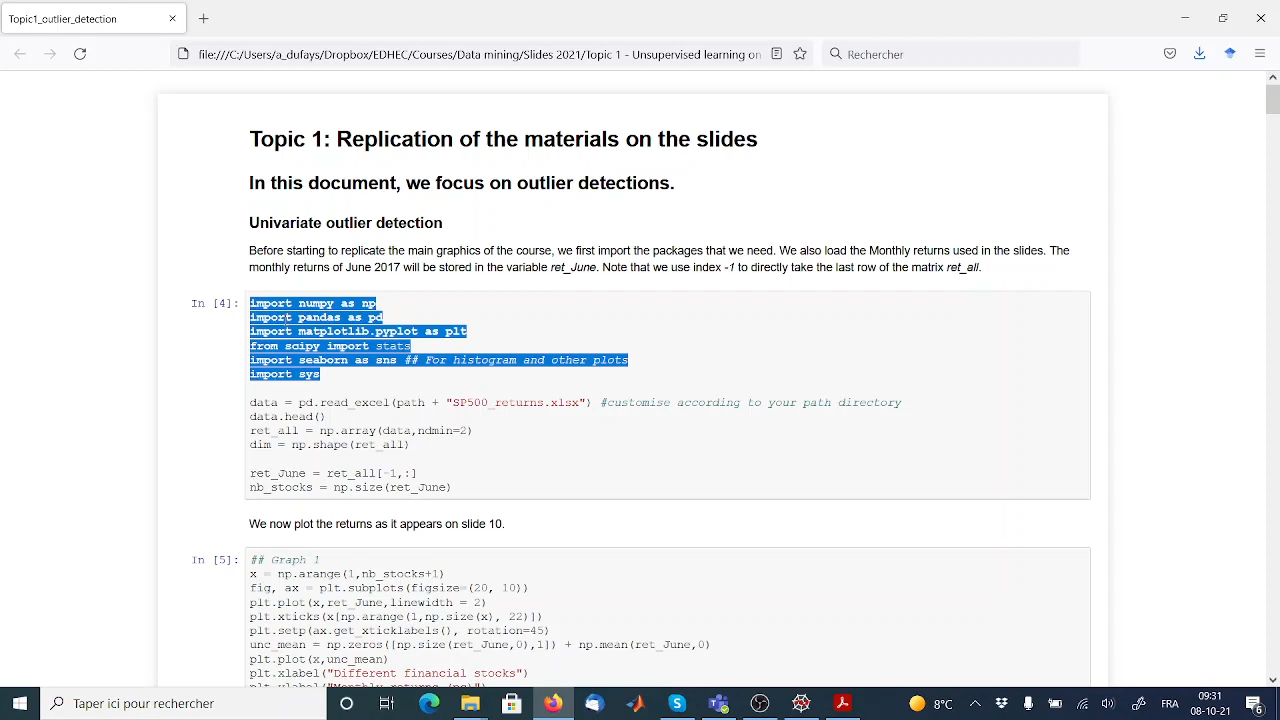 Topic1_outlier_detection
file:///C:/Users/a_dufays/Dropbox/EDHEC/Courses/Data mining/Slides 2021/Topic 1 - Unsupervised learning on
Rechercher
Topic 1: Replication of the materials on the slides
In this document, we focus on outlier detections.
Univariate outlier detection
Before starting to replicate the main graphics of the course, we first import the packages that we need. We also load the Monthly returns used in the slides. The
monthly returns of June 2017 will be stored in the variable ret_June. Note that we use index -1 to directly take the last row of the matrix ret_all.
In [4]:
import numpy as np
import pandas as pd
import matplotlib.pyplot as plt
from scipy import stats
import seaborn as sns ## For histogram and other plots
import sys
data = pd.read_excel(path + "SP500_returns.xlsx") #customise according to your path directory
data.head()
ret_all = np.array(data,ndmin=2)
dim = np.shape(ret_all)
ret_June = ret_all[-1,:]
nb_stocks = np.size(ret_June)
We now plot the returns as it appears on slide 10.
In [5]:
## Graph 1
x = np.arange(1,nb_stocks+1)
fig, ax = plt.subplots(figsize=(20, 10))
plt.plot(x,ret_June,linewidth = 2)
plt.xticks(x[np.arange(1,np.size(x), 22)])
plt.setp(ax.get_xticklabels(), rotation=45)
unc_mean = np.zeros([np.size(ret_June,0),1]) + np.mean(ret_June,0)
plt.plot(x,unc_mean)
plt.xlabel("Different financial stocks")
Taper ici pour rechercher
8°C
FRA
09:31
08-10-21
6